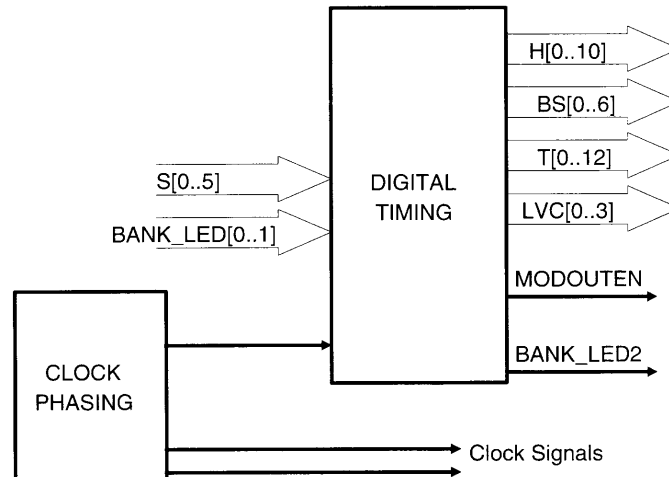 H[0..10]
BS[0..6]
T[0..12]
LVC[0..3]
S[0..5]
BANK_LED[0..1]
DIGITAL
TIMING
MODOUTEN
BANK_LED2
CLOCK
PHASING
Clock Signals